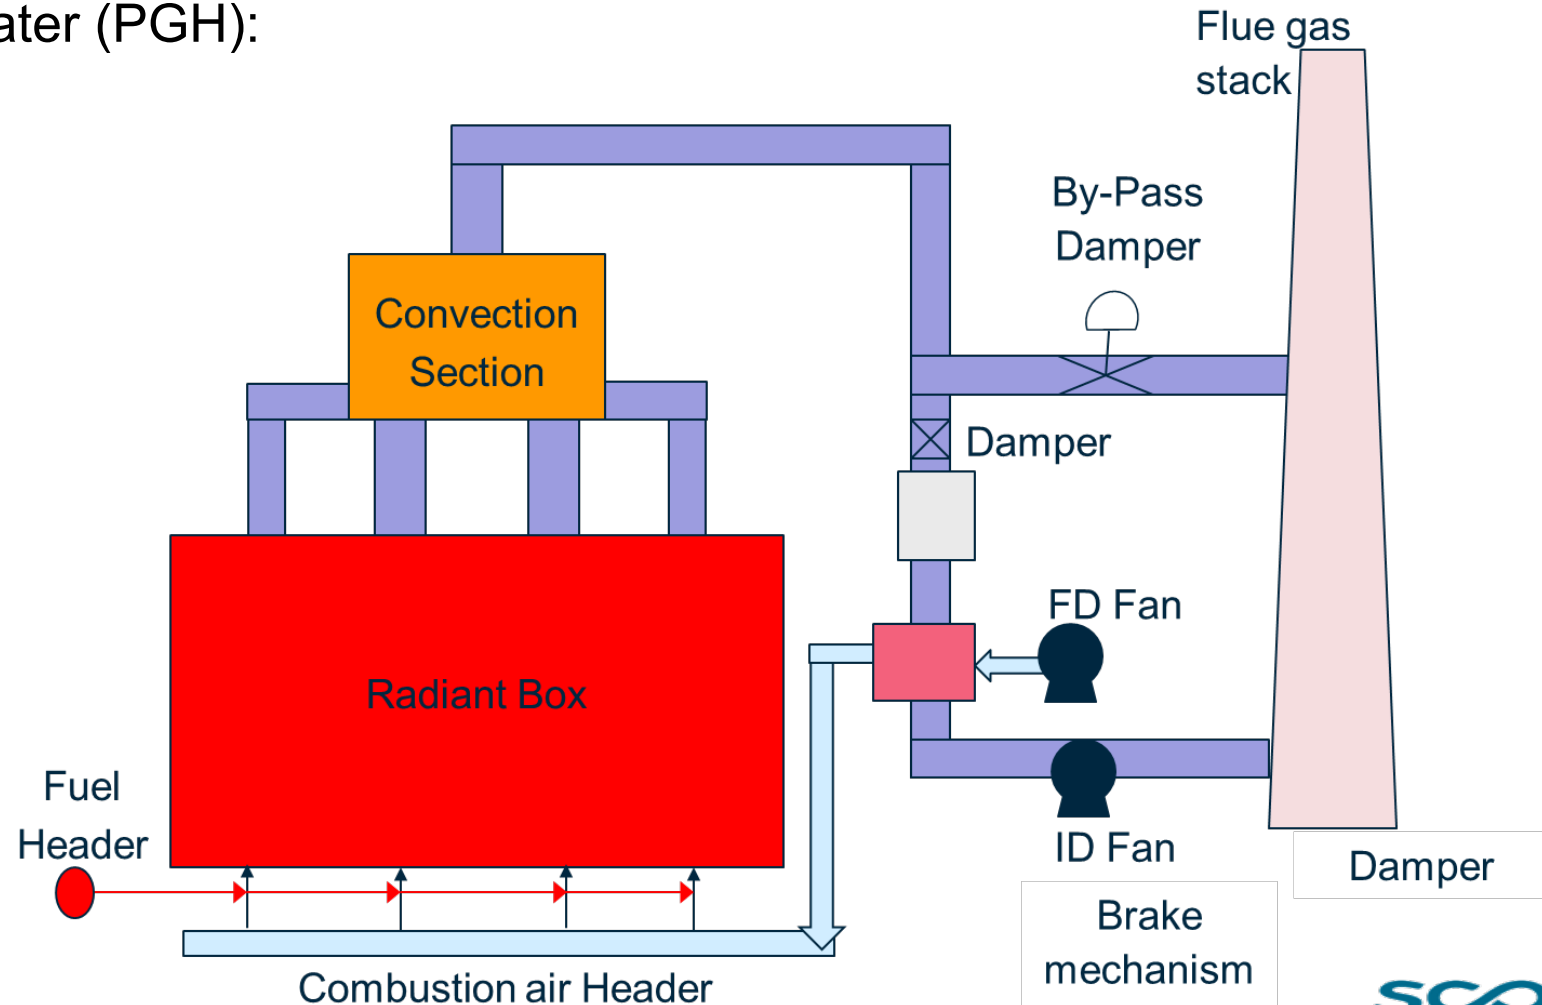 ater (PGH):
Flue gas
stack
By-Pass
Damper
Convection
Section
Damper
FD Fan
Radiant Box
Fuel
Header
ID Fan
Damper
Brake
mechanism
Combustion air Header